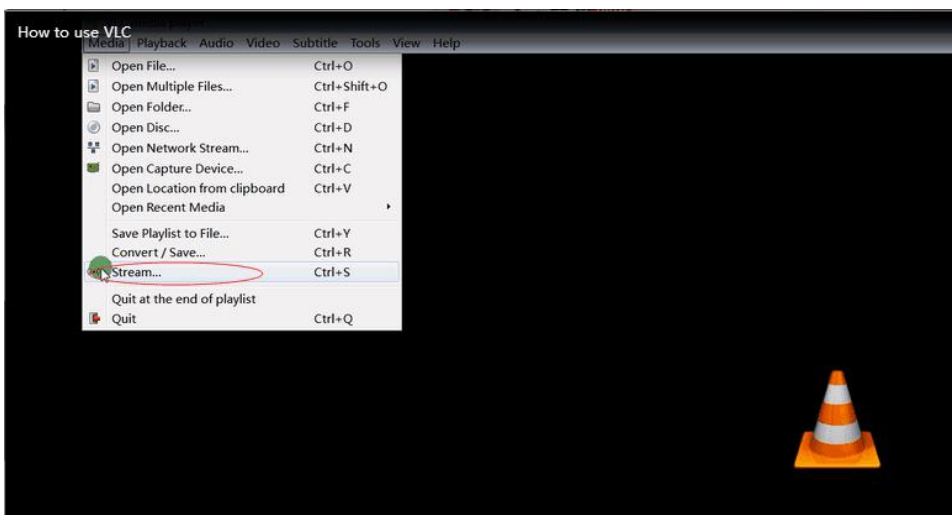 How to use VLC
Media Playback Audio Video Subtitle Tools View Help
Open File... Ctrl+O
Open Multiple Files... Ctrl+Shift+O
Open Folder... Ctrl+F
Open Disc... Ctrl+D
Open Network Stream... Ctrl+N
Open Capture Device... Ctrl+C
Open Location from clipboard Ctrl+V
Open Recent Media
Save Playlist to File... Ctrl+Y
Convert / Save... Ctrl+R
Stream... Ctrl+S
Quit at the end of playlist
Quit Ctrl+Q